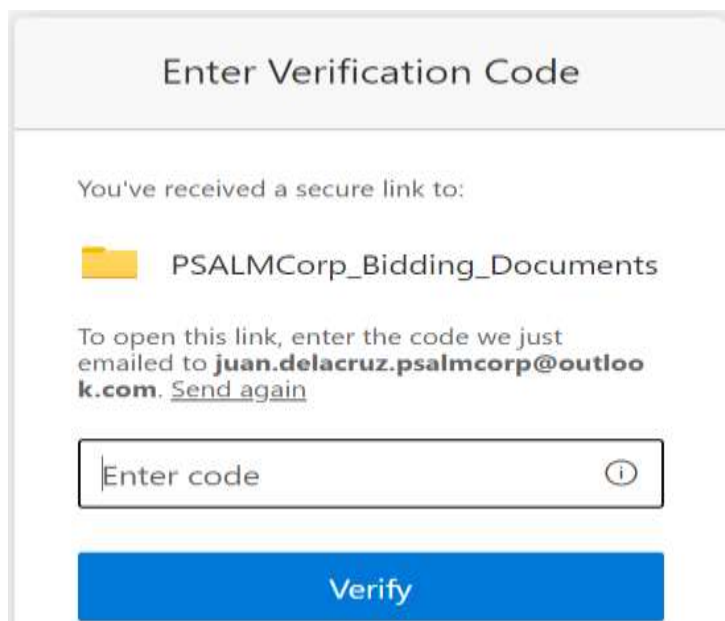 Enter Verification Code
You've received a secure link to:
PSALMCorp_Bidding_Documents
To open this link, enter the code we just
emailed to juan.delacruz.psalmcorp@outloo
k.com. Send again
Enter code
Verify